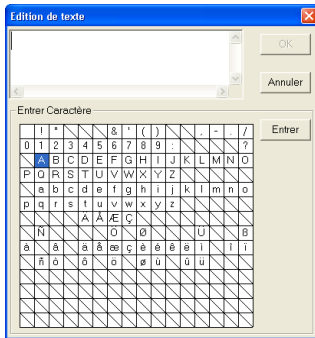 Edition de texte
OK
Annuler
Entrer Caractère
Entrer
! " & ' ( ) , - . /
0 1 2 3 4 5 6 7 8 9 : ?
A B C D E F G H I J K L M N O
P Q R S T U V W X Y Z
a b c d e f g h i j k l m n o
p q r s t u v w x y z
Ä Å Æ Ç
Ñ Ö Ø Ü ß
à â ä å æ ç è é ê ë ì î ï
ñ ò ô ö ø ù û ü